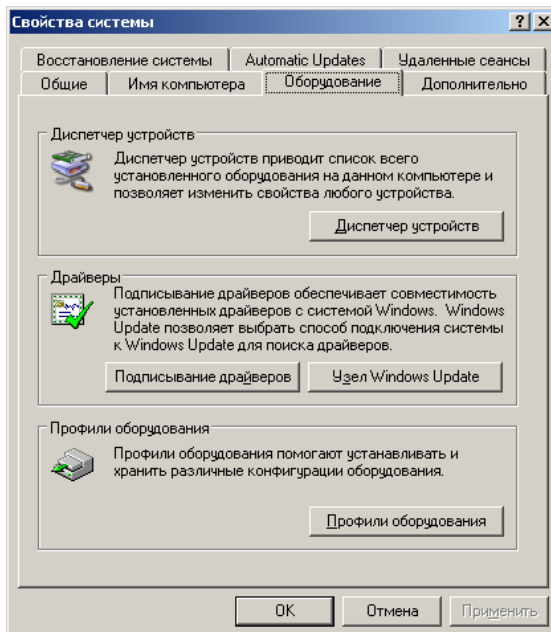 Свойства системы
Восстановление системы Automatic Updates Удаленные сеансы
Общие Имя компьютера Оборудование Дополнительно
Диспетчер устройств
Диспетчер устройств приводит список всего
установленного оборудования на данном компьютере и
позволяет изменить свойства любого устройства.
Диспетчер устройств
Драйверы
Подписывание драйверов обеспечивает совместимость
установленных драйверов с системой Windows. Windows
Update позволяет выбрать способ подключения системы
к Windows Update для поиска драйверов.
Подписывание драйверов Узел Windows Update
Профили оборудования
Профили оборудования помогают устанавливать и
хранить различные конфигурации оборудования.
Профили оборудования
OK Отмена Применить